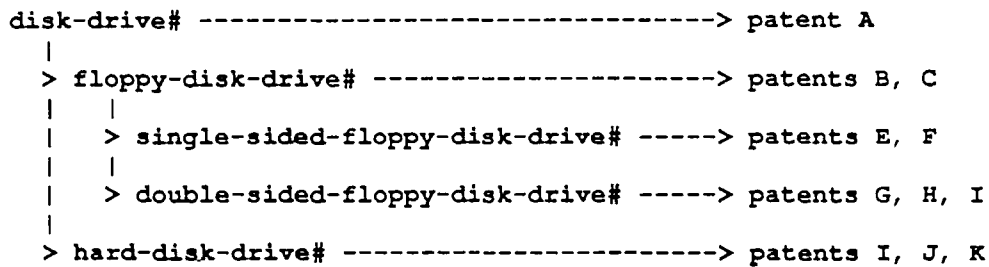 disk-drive# ---------------------------------> patent A
|
> floppy-disk-drive# -----------------------> patents B, C
| |
| > single-sided-floppy-disk-drive# -----> patents E, F
| |
| > double-sided-floppy-disk-drive# -----> patents G, H, I
|
> hard-disk-drive# -------------------------> patents I, J, K